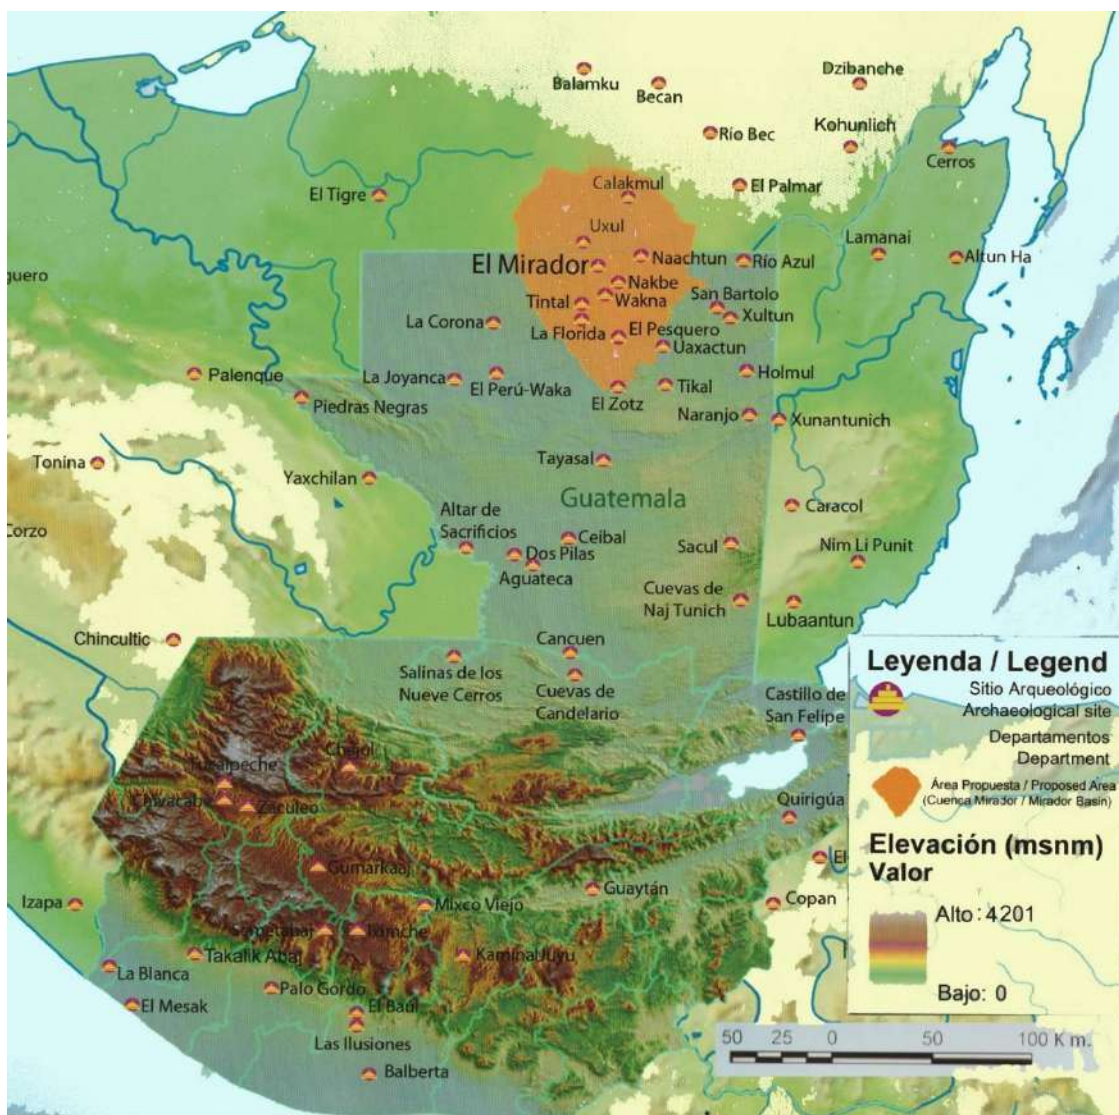 Balamku
Becan
Dzibanche
Río Bec
Kohunlich
Cerros
El Tigre
Calakmul
El Palmar
Uxul
El Mirador
Naachtun
Río Azul
Lamanai
Altun Ha
guero
Nakbe
Wakna
Tintal
San Bartolo
Xultun
La Corona
La Florida
El Pesquero
Uaxactun
Palenque
La Joyanca
El Perú-Waka
El Zotz
Tikal
Holmul
Piedras Negras
Naranjo
Xunantunich
Tonina
Yaxchilan
Tayasal
Guatemala
Caracol
Corzo
Altar de
Sacrificios
Dos Pilas
Ceibal
Aguateca
Sacul
Nim Li Punit
Cuevas de
Naj Tunich
Lubaantun
Chincultic
Salinas de los
Nueve Cerros
Cancuen
Cuevas de
Candelario
Castillo de
San Felipe
Zaculeo
Quirigúa
El
Gumarkaaj
Guaytán
Copan
Izapa
Mixco Viejo
Iximche
Takalik Abaj
Kaminal Juyu
La Blanca
El Mesak
Palo Gordo
El Baúl
Las Ilusiones
Balberta
Leyenda / Legend
Sitio Arqueológico
Archaeological site
Departamentos
Department
Área Propuesta / Proposed Area
(Cuenca Mirador / Mirador Basin)
Elevación (msnm)
Valor
Alto: 4201
Bajo: 0
50 25 0 50 100 Km.